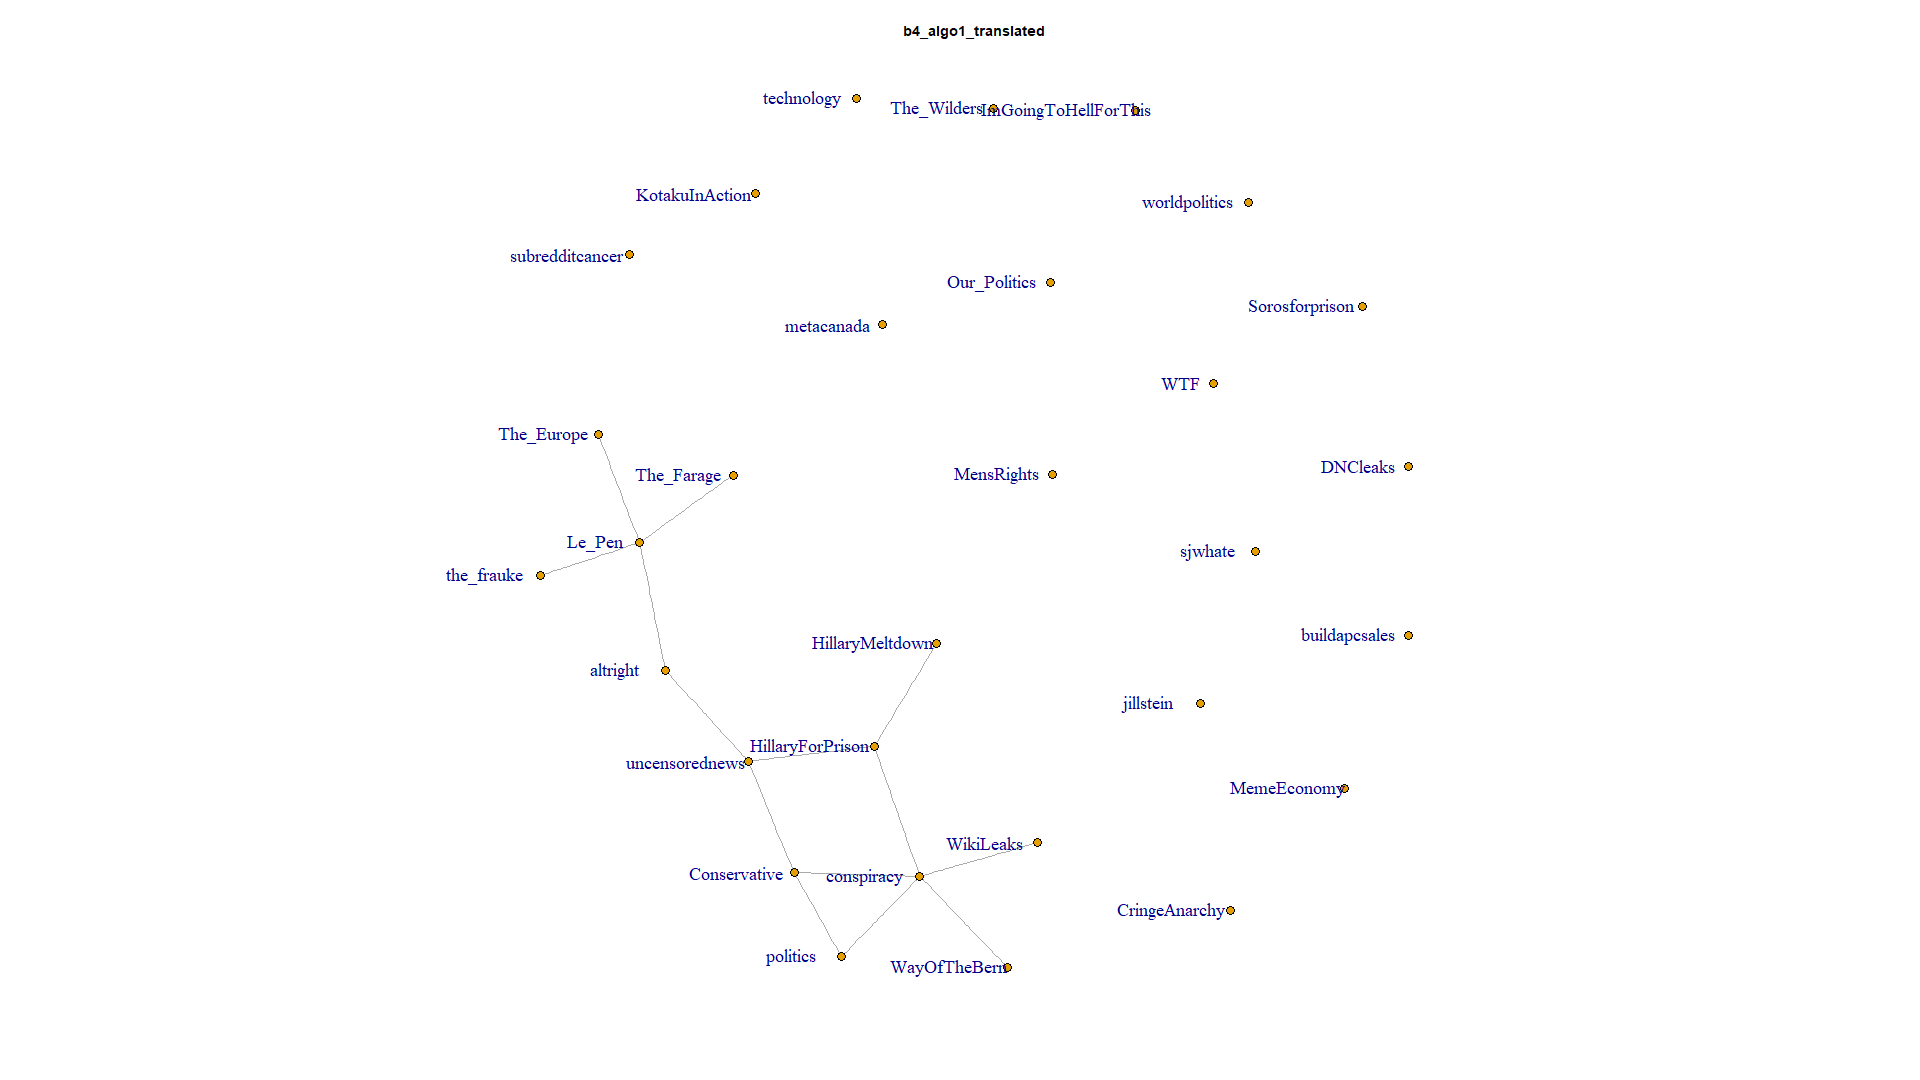 b4_algo1_translated
technology
The_Wilders
ImGoingToHellForThis
KotakuInAction
worldpolitics
subredditcancer
Our_Politics
Sorosforprison
metacanada
WTF
The_Europe
The_Farage
MensRights
DNCleaks
Le_Pen
sjwhate
the_frauke
buildapcsales
HillaryMeltdown
altright
jillstein
HillaryForPrison
uncensorednews
MemeEconomy
WikiLeaks
Conservative
conspiracy
CringeAnarchy
politics
WayOfTheBern